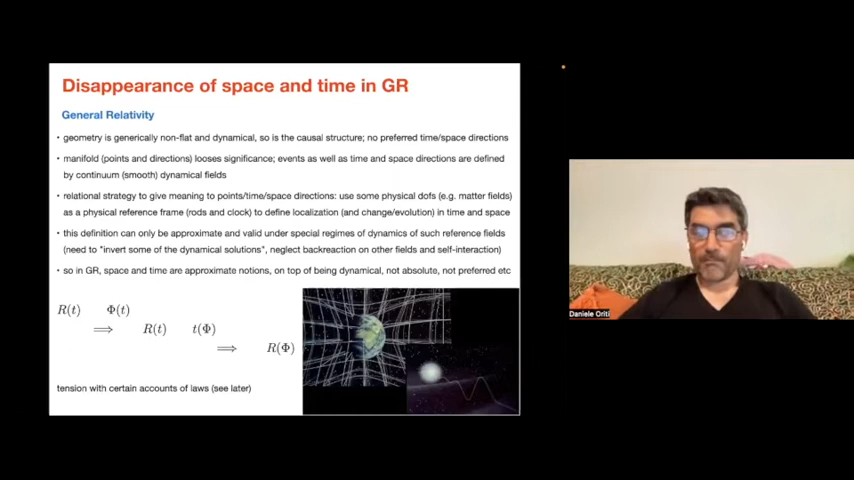 Disappearance of space and time in GR
General Relativity
• geometry is generically non-flat and dynamical, so is the causal structure; no preferred time/space directions
• manifold (points and directions) looses significance; events as well as time and space directions are defined
by continuum (smooth) dynamical fields
• relational strategy to give meaning to points/time/space directions: use some physical dofs (e.g. matter fields)
as a physical reference frame (rods and clock) to define localization (and change/evolution) in time and space
• this definition can only be approximate and valid under special regimes of dynamics of such reference fields
(need to "invert some of the dynamical solutions", neglect backreaction on other fields and self-interaction)
• so in GR, space and time are approximate notions, on top of being dynamical, not absolute, not preferred etc
R(t) Φ(t)
⟹ R(t) t(Φ)
⟹ R(Φ)
tension with certain accounts of laws (see later)
Daniele Oriti